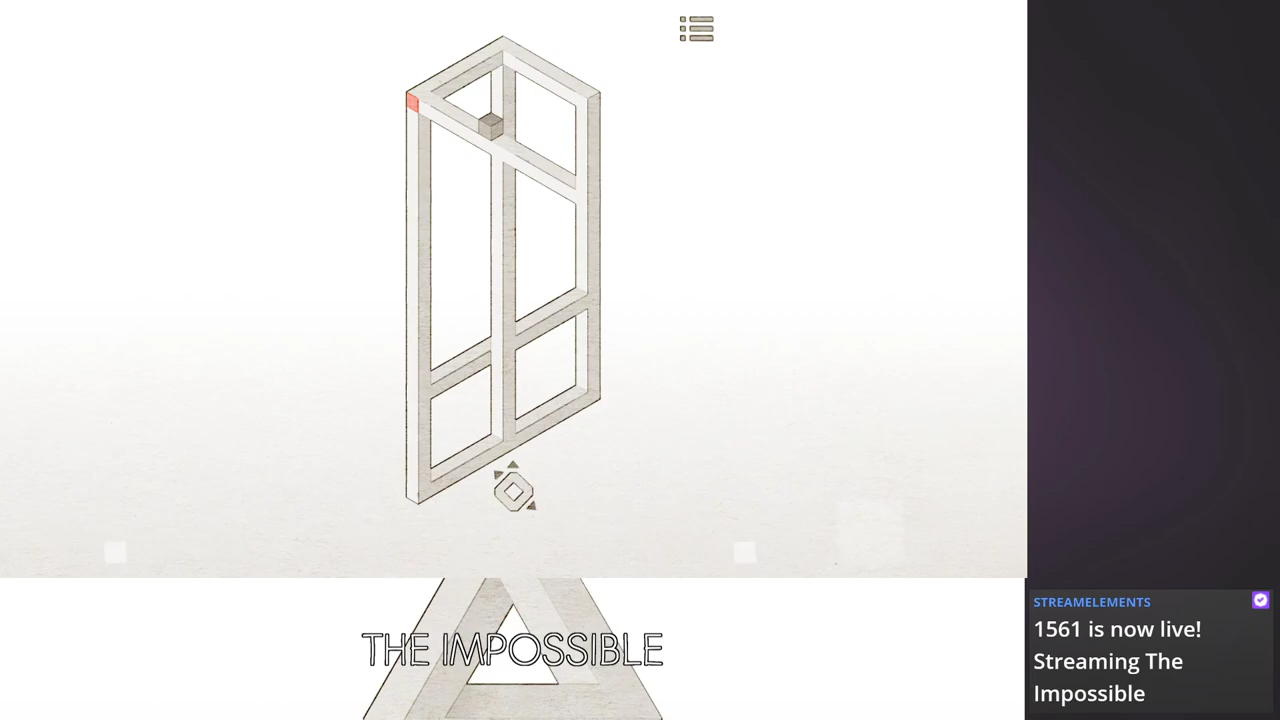 THE IMPOSSIBLE
STREAMELEMENTS
1561 is now live!
Streaming The
Impossible